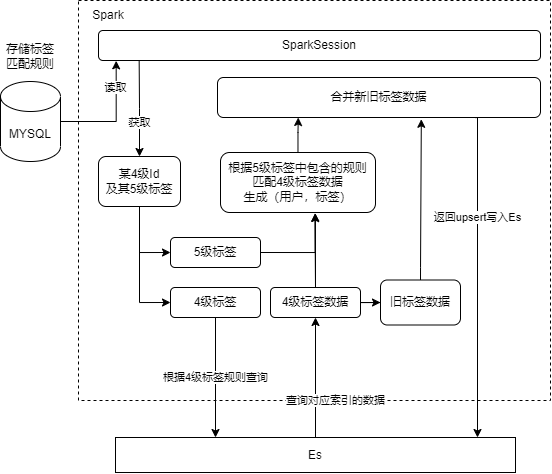 Spark
SparkSession
存储标签
匹配规则
MYSQL
读取
获取
合并新旧标签数据
某4级Id
及其5级标签
根据5级标签中包含的规则
匹配4级标签数据
生成（用户，标签）
返回upsert写入Es
5级标签
4级标签
4级标签数据
旧标签数据
根据4级标签规则查询
查询对应索引的数据
Es